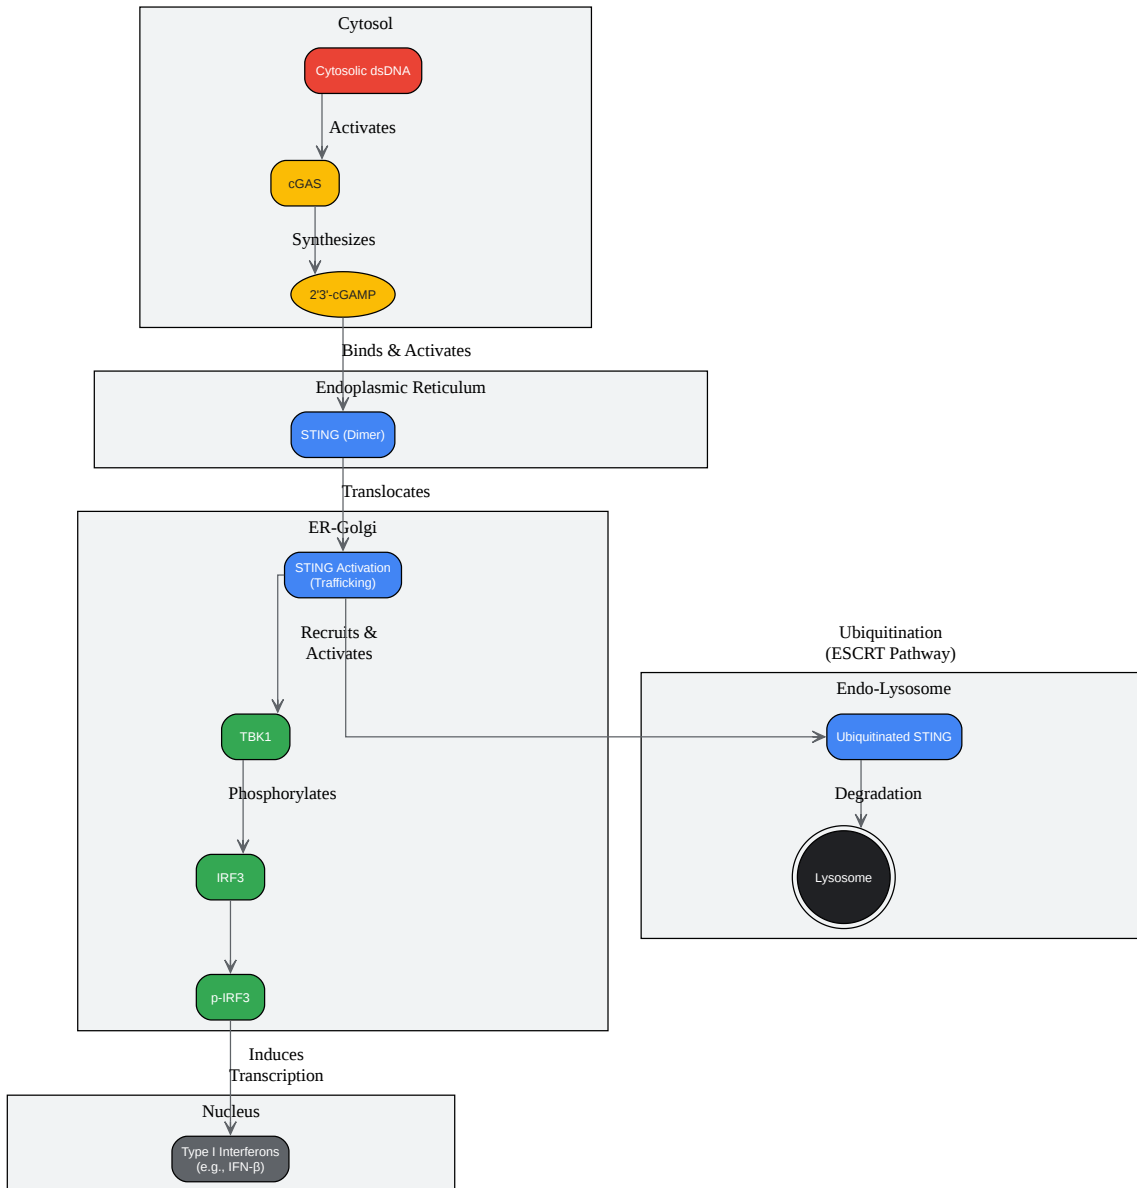 Cytosol
Cytosolic dsDNA
Activates
cGAS
Synthesizes
2'3'-cGAMP
Binds & Activates
Endoplasmic Reticulum
STING (Dimer)
Translocates
ER-Golgi
STING Activation
(Trafficking)
Recruits &
Activates
Ubiquitination
(ESCRT Pathway)
Endo-Lysosome
TBK1
Ubiquitinated STING
Phosphorylates
Degradation
IRF3
Lysosome
p-IRF3
Induces
Transcription
Nucleus
Type I Interferons
(e.g., IFN-β)